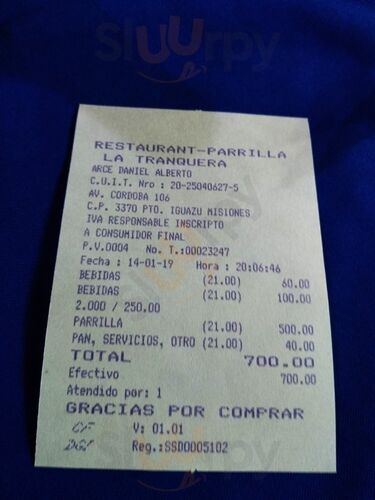 Sluurpy
RESTAURANT-PARRILLA
LA TRANQUERA
ARCE DANIEL ALBERTO
C.U.I.T. Nro : 20-25040627-5
AV. CORDOBA 106
C.P. 3370 PTO. IGUAZU MISIONES
IVA RESPONSABLE INSCRIPTO
A CONSUMIDOR FINAL
P.V.0004 No. T.:00023247
Fecha : 14-01-19 Hora : 20:06:46
BEBIDAS (21.00) 60.00
BEBIDAS (21.00) 100.00
2.000 / 250.00
PARRILLA (21.00) 500.00
PAN, SERVICIOS, OTRO (21.00) 40.00
TOTAL 700.00
Efectivo 700.00
Atendido por: 1
GRACIAS POR COMPRAR
CF V: 01.01
DGI Reg.:SSD0005102
Sluurpy